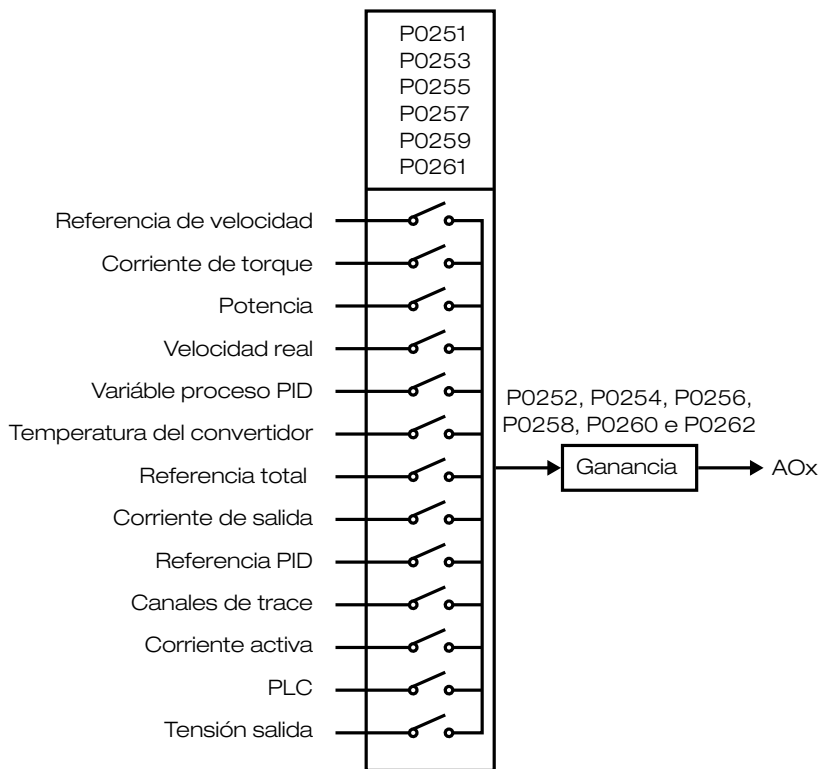 P0251
P0253
P0255
P0257
P0259
P0261
Referencia de velocidad
Corriente de torque
Potencia
Velocidad real
Variáble proceso PID
Temperatura del convertidor
Referencia total
Corriente de salida
Referencia PID
Canales de trace
Corriente activa
PLC
Tensión salida
P0252, P0254, P0256,
P0258, P0260 e P0262
Ganancia
AOx